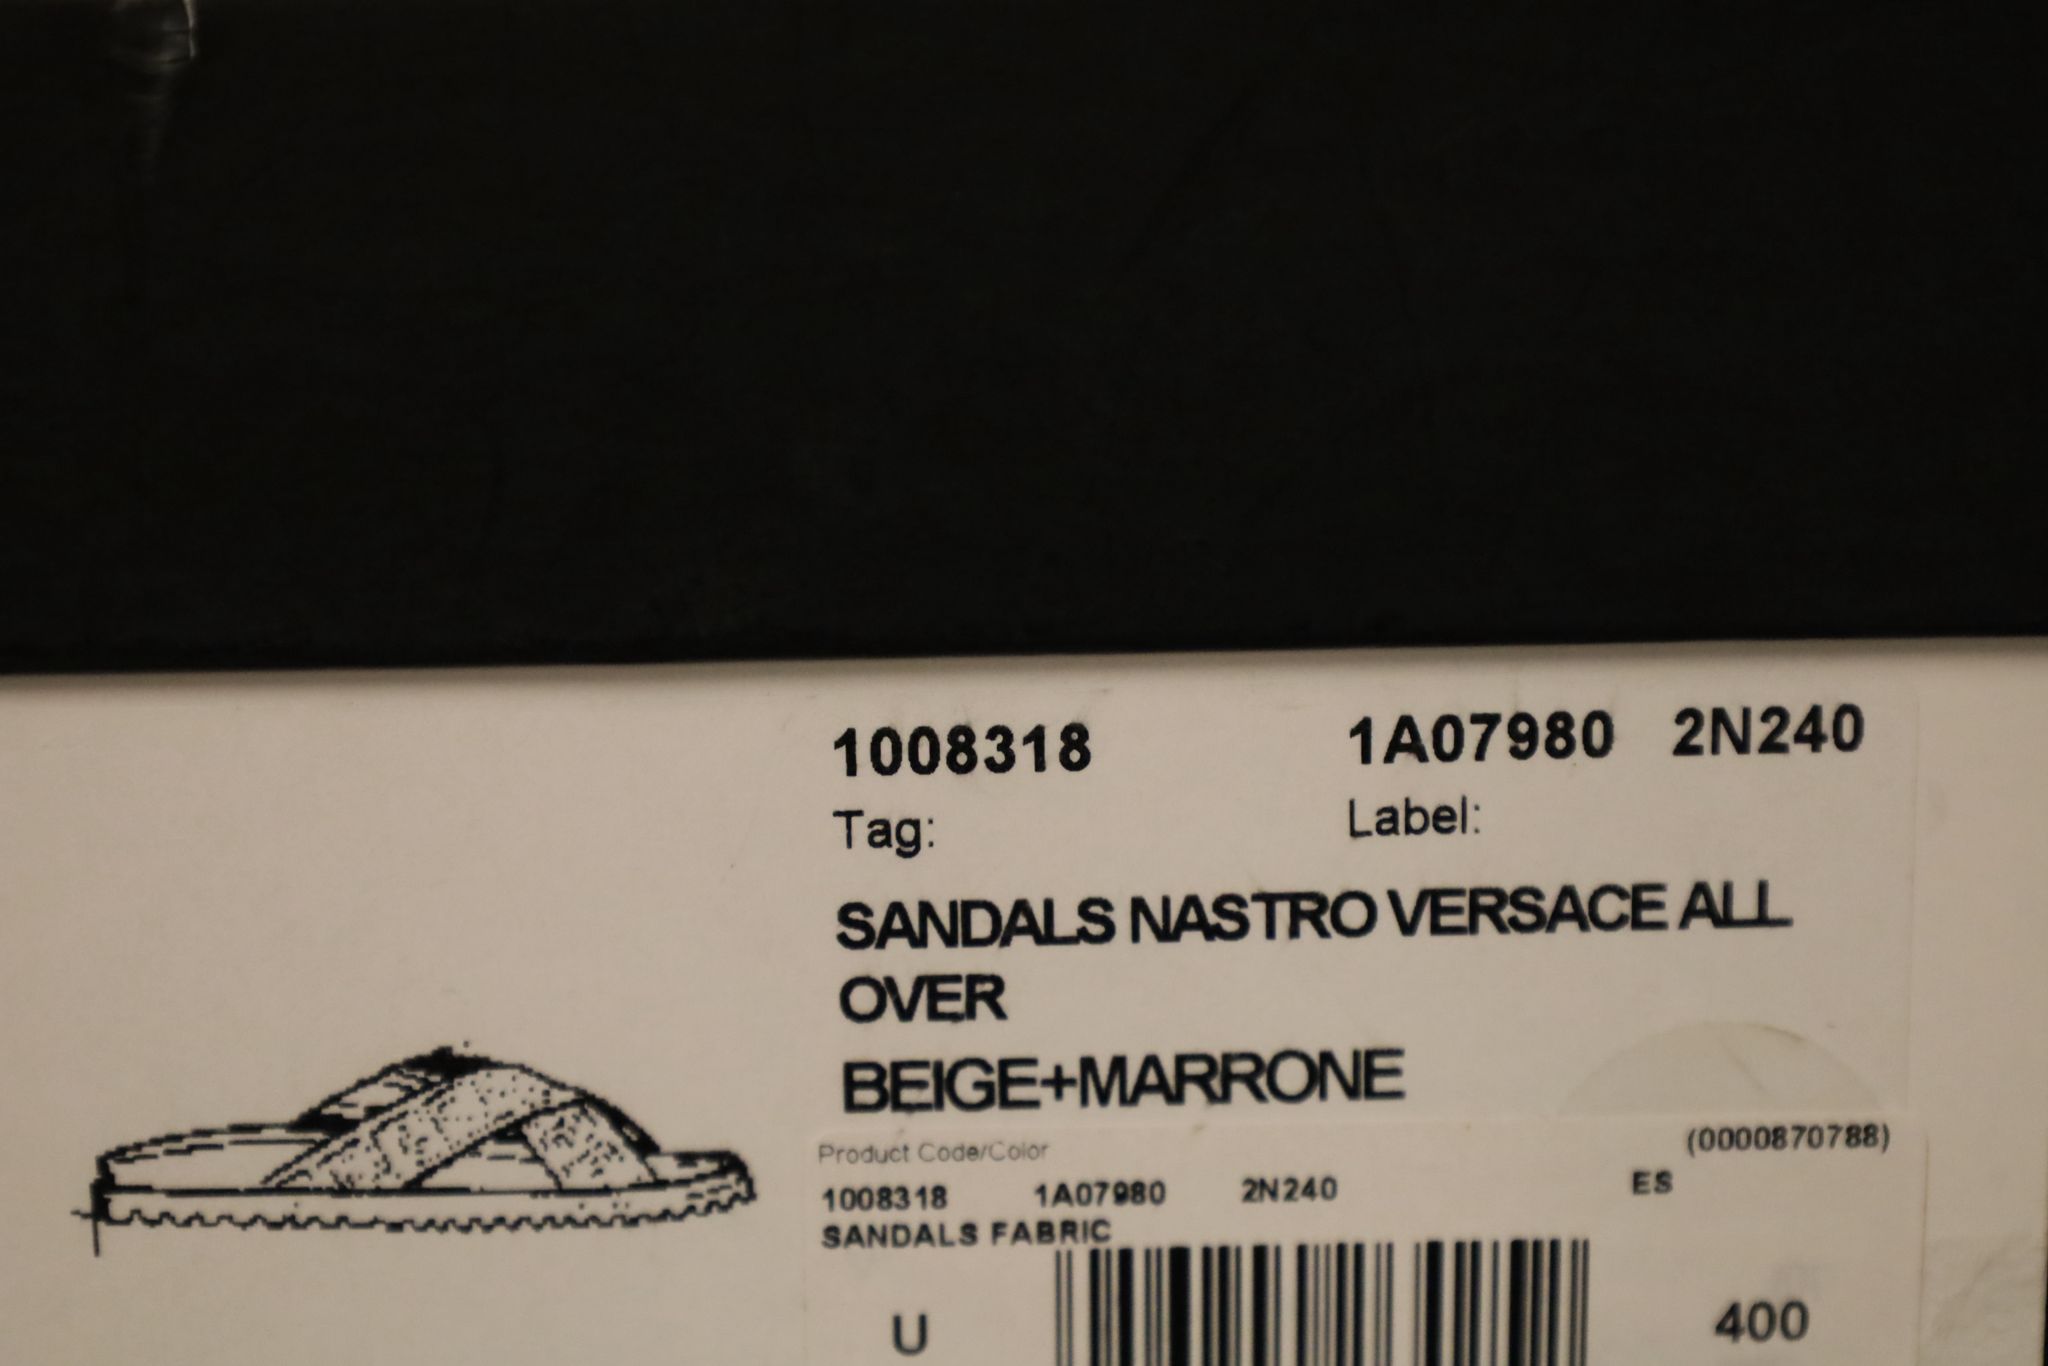 1008318 1A07980 2N240
Tag: Label:
SANDALS NASTRO VERSACE ALL
OVER
BEIGE+MARRONE
(0000870788)
Product Code/Color
1008318 1A07980 2N240 ES
SANDALS FABRIC
U 400